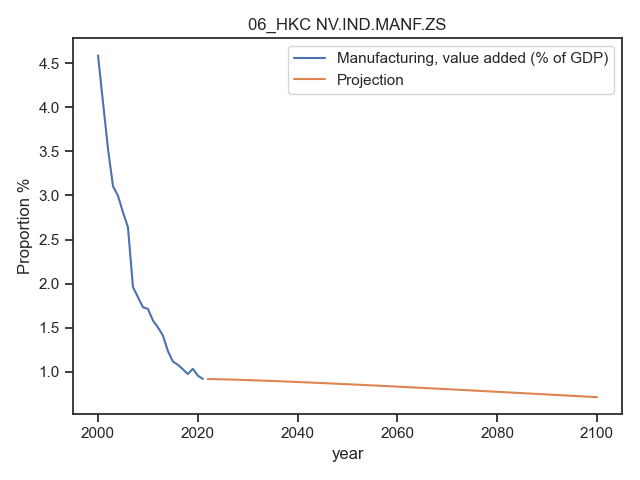 06_HKC NV.IND.MANF.ZS
Manufacturing, value added (% of GDP)
Projection
Proportion %
4.5
4.0
3.5
3.0
2.5
2.0
1.5
1.0
2000 2020 2040 2060 2080 2100
year